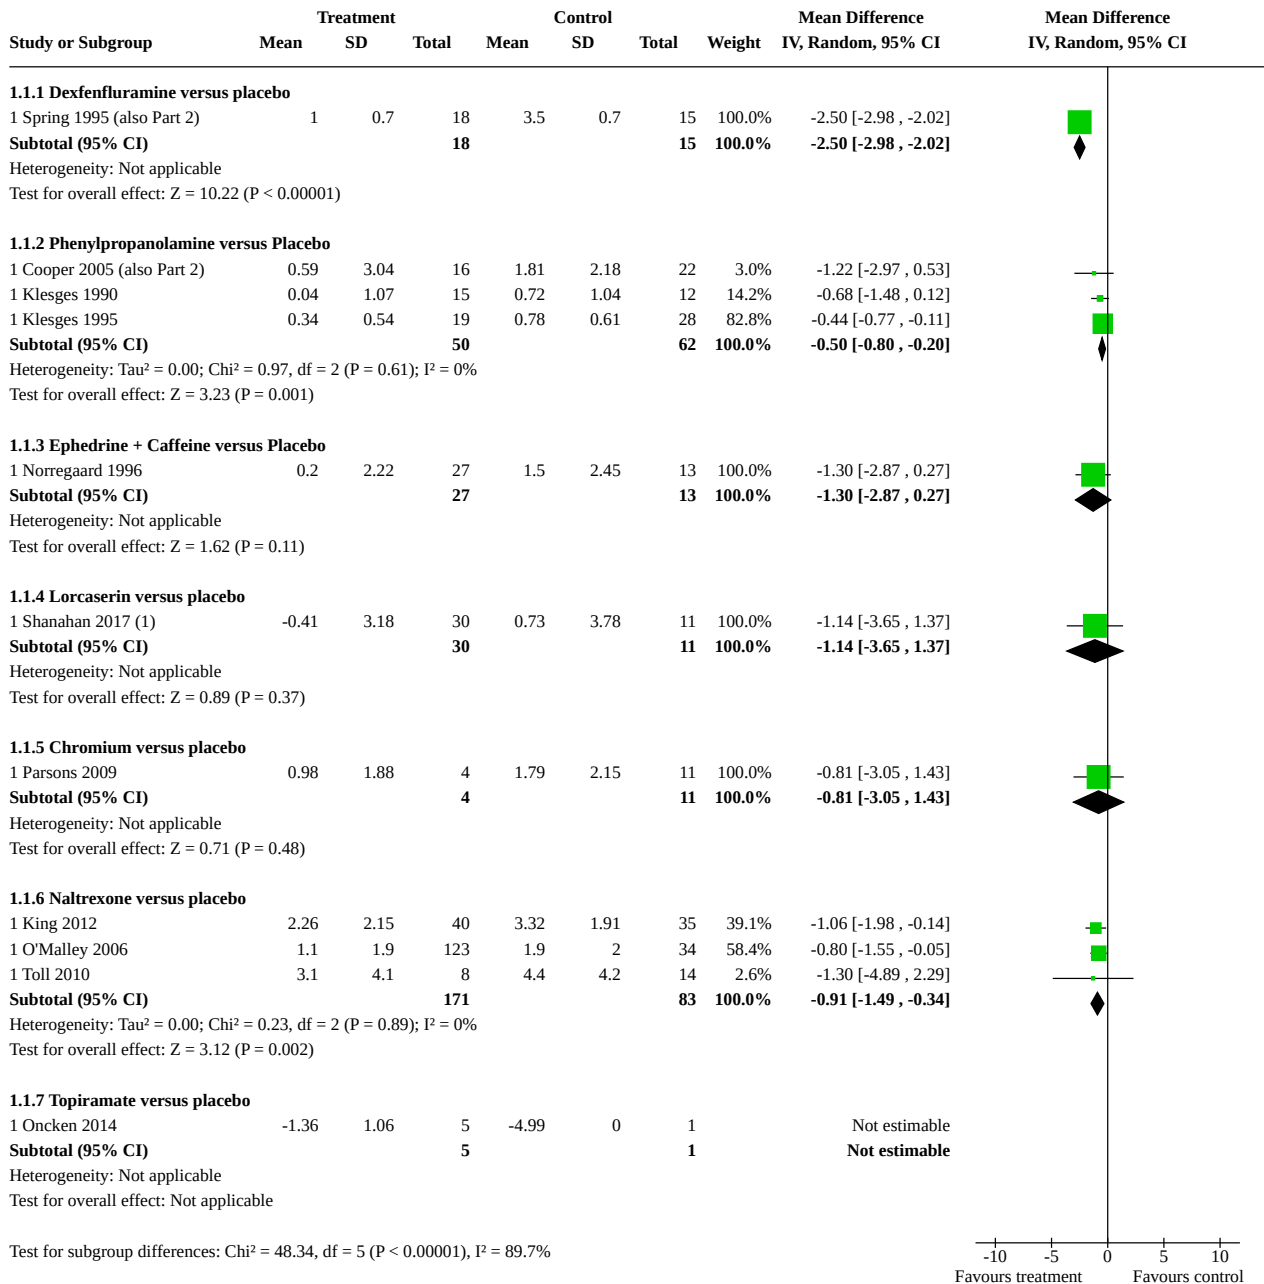 Treatment Control Mean Difference Mean Difference
Study or Subgroup Mean SD Total Mean SD Total Weight IV, Random, 95% CI IV, Random, 95% CI
1.1.1 Dexfenfluramine versus placebo
1 Spring 1995 (also Part 2) 1 0.7 18 3.5 0.7 15 100.0% -2.50 [-2.98 , -2.02]
Subtotal (95% CI) 18 15 100.0% -2.50 [-2.98 , -2.02]
Heterogeneity: Not applicable
Test for overall effect: Z = 10.22 (P < 0.00001)
1.1.2 Phenylpropanolamine versus Placebo
1 Cooper 2005 (also Part 2) 0.59 3.04 16 1.81 2.18 22 3.0% -1.22 [-2.97 , 0.53]
1 Klesges 1990 0.04 1.07 15 0.72 1.04 12 14.2% -0.68 [-1.48 , 0.12]
1 Klesges 1995 0.34 0.54 19 0.78 0.61 28 82.8% -0.44 [-0.77 , -0.11]
Subtotal (95% CI) 50 62 100.0% -0.50 [-0.80 , -0.20]
Heterogeneity: Tau² = 0.00; Chi² = 0.97, df = 2 (P = 0.61); I² = 0%
Test for overall effect: Z = 3.23 (P = 0.001)
1.1.3 Ephedrine + Caffeine versus Placebo
1 Norregaard 1996 0.2 2.22 27 1.5 2.45 13 100.0% -1.30 [-2.87 , 0.27]
Subtotal (95% CI) 27 13 100.0% -1.30 [-2.87 , 0.27]
Heterogeneity: Not applicable
Test for overall effect: Z = 1.62 (P = 0.11)
1.1.4 Lorcaserin versus placebo
1 Shanahan 2017 (1) -0.41 3.18 30 0.73 3.78 11 100.0% -1.14 [-3.65 , 1.37]
Subtotal (95% CI) 30 11 100.0% -1.14 [-3.65 , 1.37]
Heterogeneity: Not applicable
Test for overall effect: Z = 0.89 (P = 0.37)
1.1.5 Chromium versus placebo
1 Parsons 2009 0.98 1.88 4 1.79 2.15 11 100.0% -0.81 [-3.05 , 1.43]
Subtotal (95% CI) 4 11 100.0% -0.81 [-3.05 , 1.43]
Heterogeneity: Not applicable
Test for overall effect: Z = 0.71 (P = 0.48)
1.1.6 Naltrexone versus placebo
1 King 2012 2.26 2.15 40 3.32 1.91 35 39.1% -1.06 [-1.98 , -0.14]
1 O'Malley 2006 1.1 1.9 123 1.9 2 34 58.4% -0.80 [-1.55 , -0.05]
1 Toll 2010 3.1 4.1 8 4.4 4.2 14 2.6% -1.30 [-4.89 , 2.29]
Subtotal (95% CI) 171 83 100.0% -0.91 [-1.49 , -0.34]
Heterogeneity: Tau² = 0.00; Chi² = 0.23, df = 2 (P = 0.89); I² = 0%
Test for overall effect: Z = 3.12 (P = 0.002)
1.1.7 Topiramate versus placebo
1 Oncken 2014 -1.36 1.06 5 -4.99 0 1 Not estimable
Subtotal (95% CI) 5 1 Not estimable
Heterogeneity: Not applicable
Test for overall effect: Not applicable
Test for subgroup differences: Chi² = 48.34, df = 5 (P < 0.00001), I² = 89.7%
-10 -5 0 5 10
Favours treatment Favours control